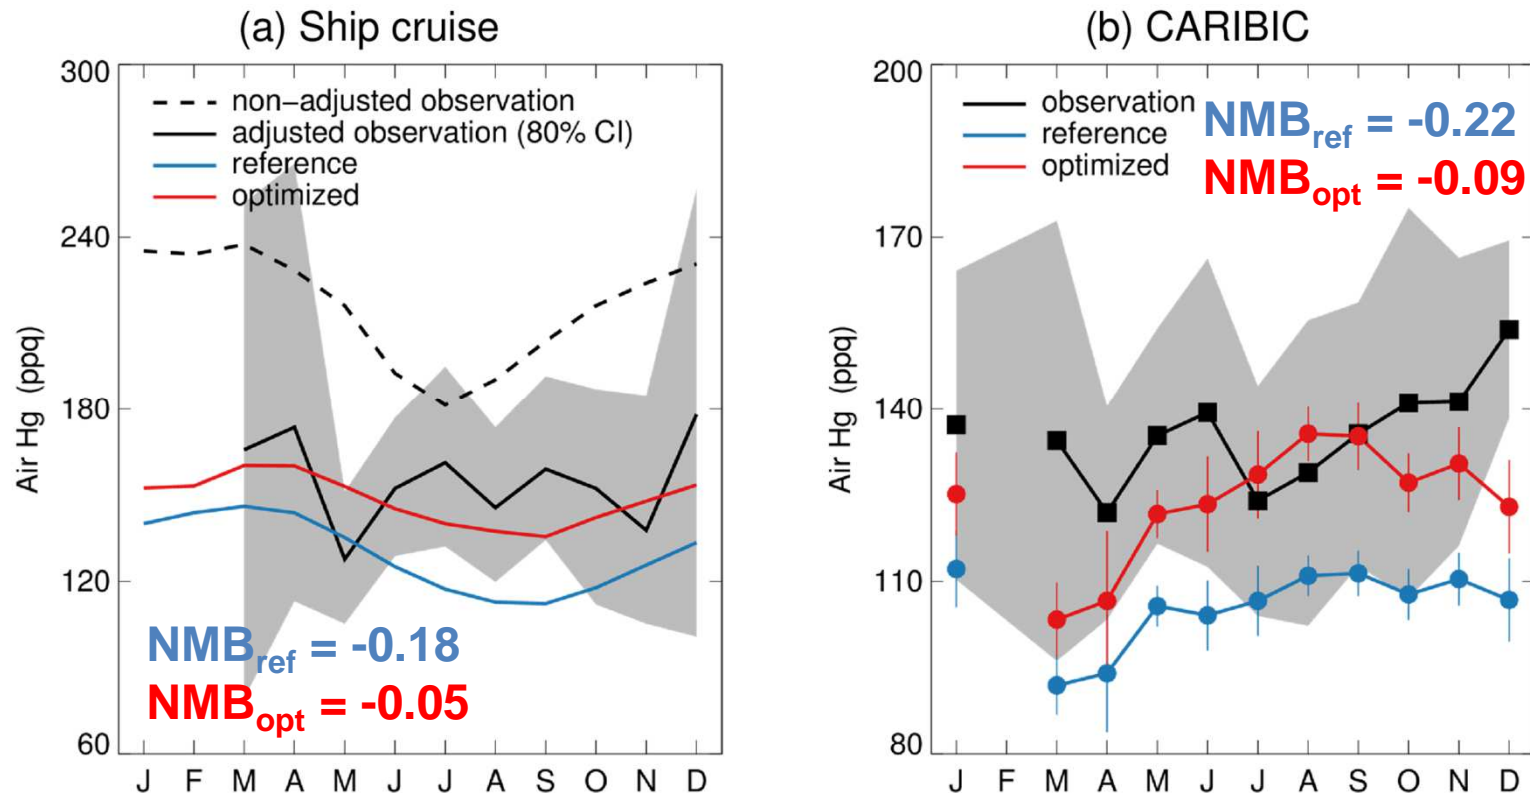 (a) Ship cruise
300
240
180
120
60
Air Hg (ppq)
non-adjusted observation
adjusted observation (80% CI)
reference
optimized
NMBref = -0.18
NMBopt = -0.05
J F M A M J J A S O N D
(b) CARIBIC
200
170
140
110
80
Air Hg (ppq)
observation
reference
optimized
NMBref = -0.22
NMBopt = -0.09
J F M A M J J A S O N D